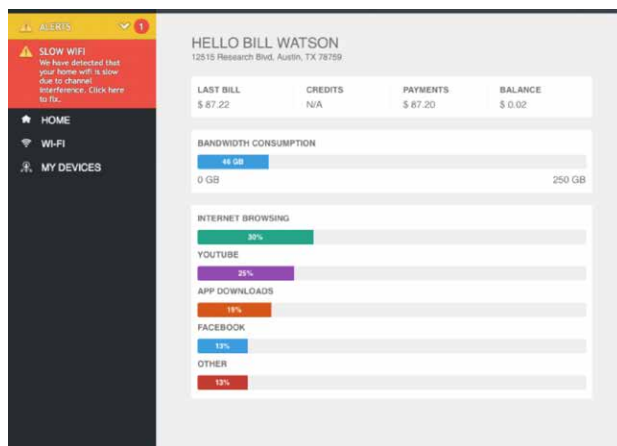 ALERTS
1
SLOW WIFI
We have detected that
your home wifi is slow
due to channel
interference. Click here
to fix.
HOME
WI-FI
MY DEVICES
HELLO BILL WATSON
12515 Research Blvd, Austin, TX 78759
LAST BILL CREDITS PAYMENTS BALANCE
$ 87.22 N/A $ 87.20 $ 0.02
BANDWIDTH CONSUMPTION
46 GB
0 GB 250 GB
INTERNET BROWSING
30%
YOUTUBE
25%
APP DOWNLOADS
19%
FACEBOOK
13%
OTHER
13%